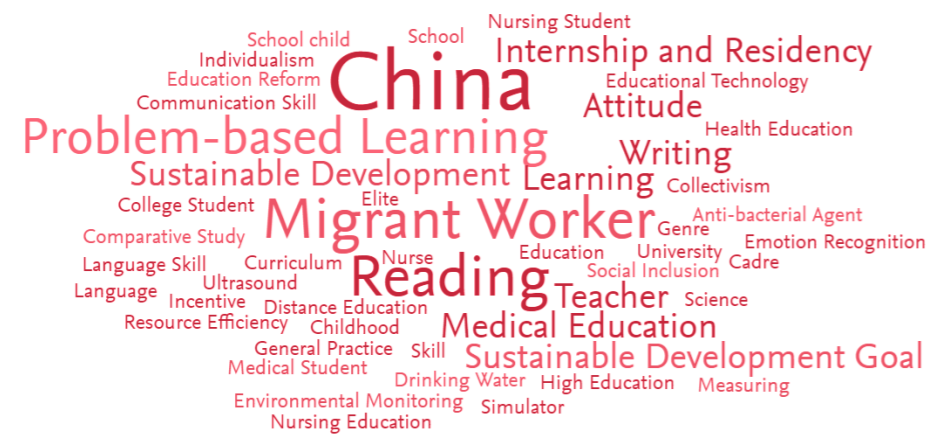 Nursing Student
School child
School
Internship and Residency
Individualism
China
Education Reform
Educational Technology
Communication Skill
Attitude
Problem-based Learning
Health Education
Writing
Sustainable Development
Learning
Collectivism
College Student
Elite
Migrant Worker
Anti-bacterial Agent
Genre
Comparative Study
Emotion Recognition
Education
University
Language Skill
Curriculum
Nurse
Cadre
Reading
Social Inclusion
Ultrasound
Language
Incentive
Teacher
Science
Distance Education
Resource Efficiency
Childhood
Medical Education
General Practice
Skill
Sustainable Development Goal
Medical Student
Drinking Water
High Education
Measuring
Environmental Monitoring
Simulator
Nursing Education